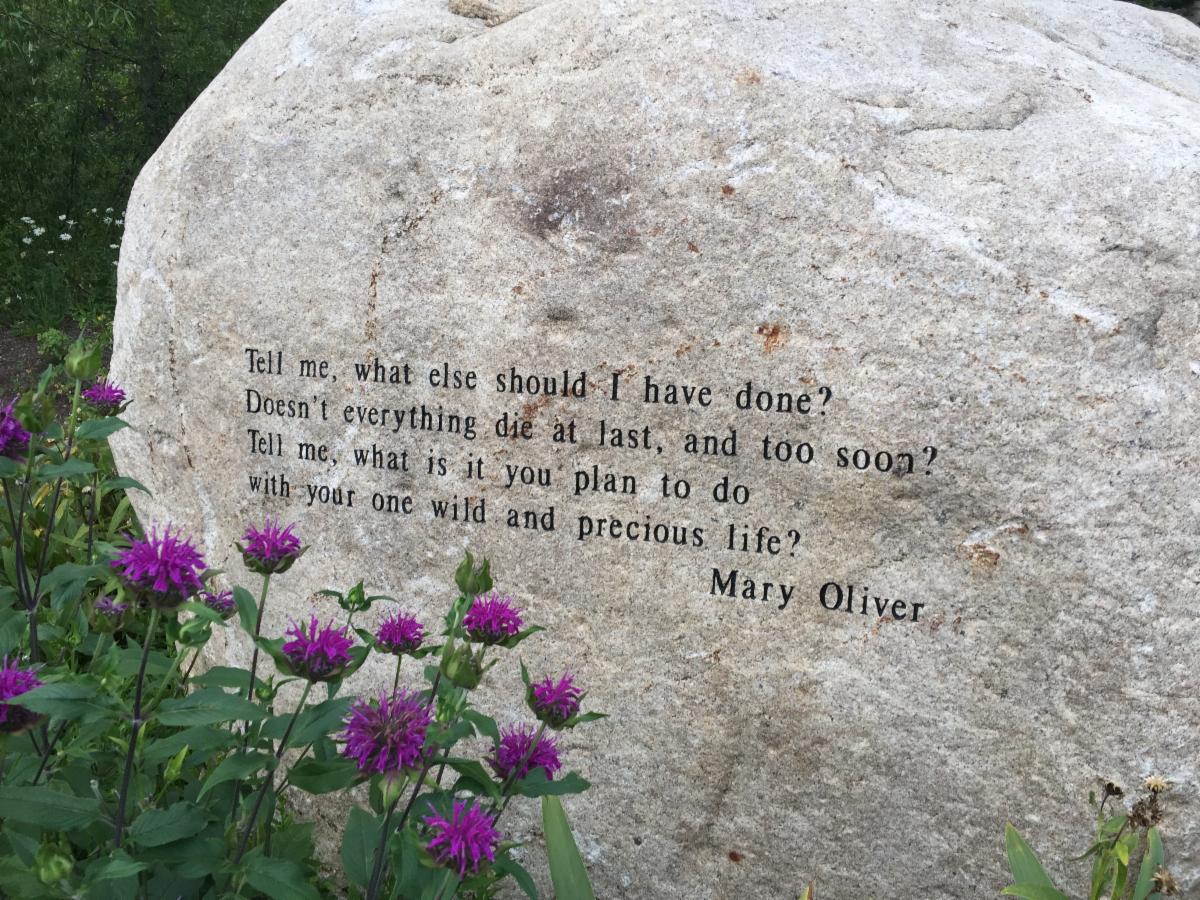 Tell me, what else should I have done?
Doesn't everything die at last, and too soon?
Tell me, what is it you plan to do
with your one wild and precious life?
Mary Oliver